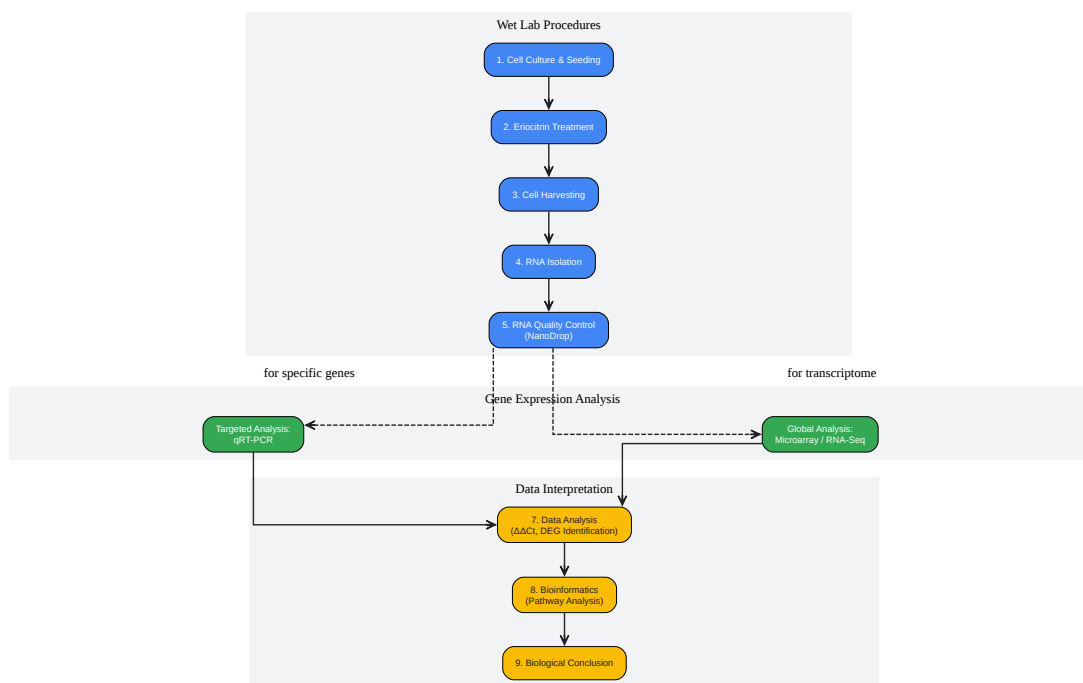 Wet Lab Procedures
1. Cell Culture & Seeding
2. Eriocitrin Treatment
3. Cell Harvesting
4. RNA Isolation
5. RNA Quality Control
(NanoDrop)
for specific genes
for transcriptome
Gene Expression Analysis
Targeted Analysis:
qRT-PCR
Global Analysis:
Microarray / RNA-Seq
Data Interpretation
7. Data Analysis
(ΔΔCt, DEG Identification)
8. Bioinformatics
(Pathway Analysis)
9. Biological Conclusion